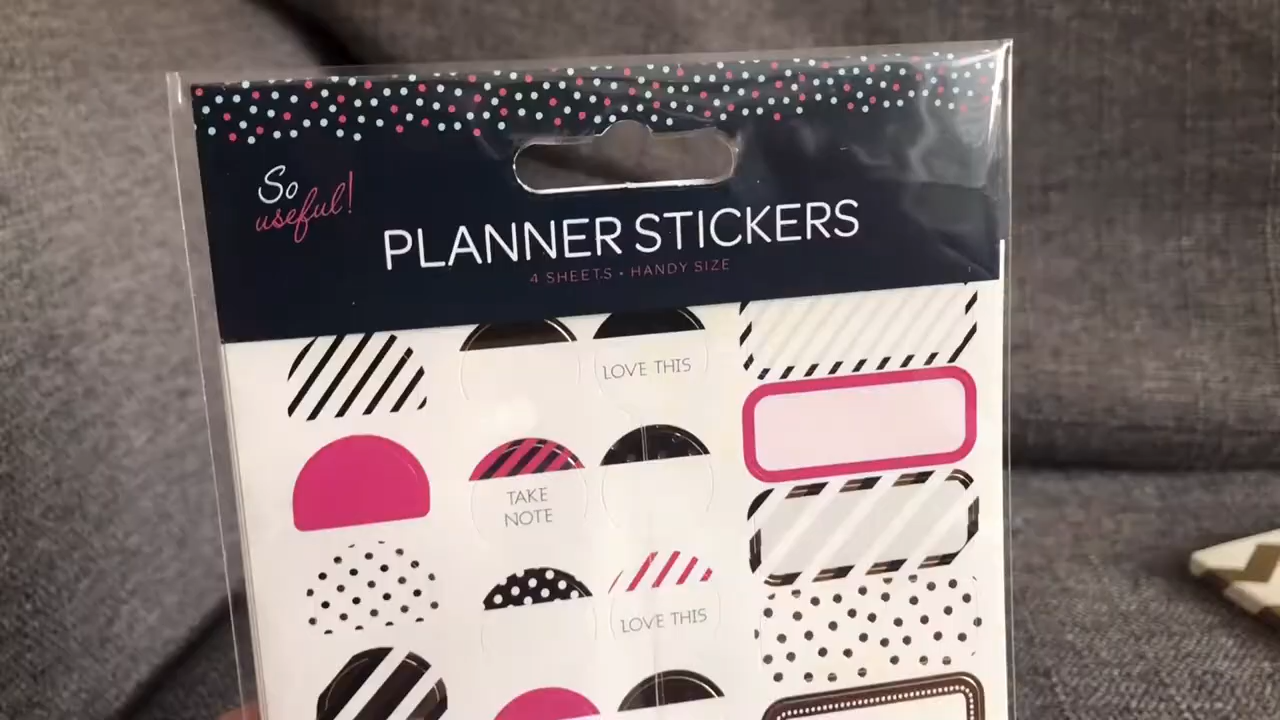 So
useful!
PLANNER STICKERS
4 SHEETS • HANDY SIZE
LOVE THIS
TAKE
NOTE
LOVE THIS